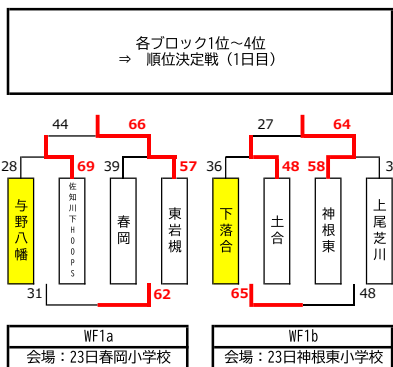 各ブロック1位～4位
⇒ 順位決定戦（1日目）
44
66
27
64
28
69
39
57
36
48
58
3
与野八幡
佐知川下HOOPS
春岡
東岩槻
下落合
土合
神根東
上尾芝川
31
62
65
48
WF1a
WF1b
会場：23日春岡小学校
会場：23日神根東小学校